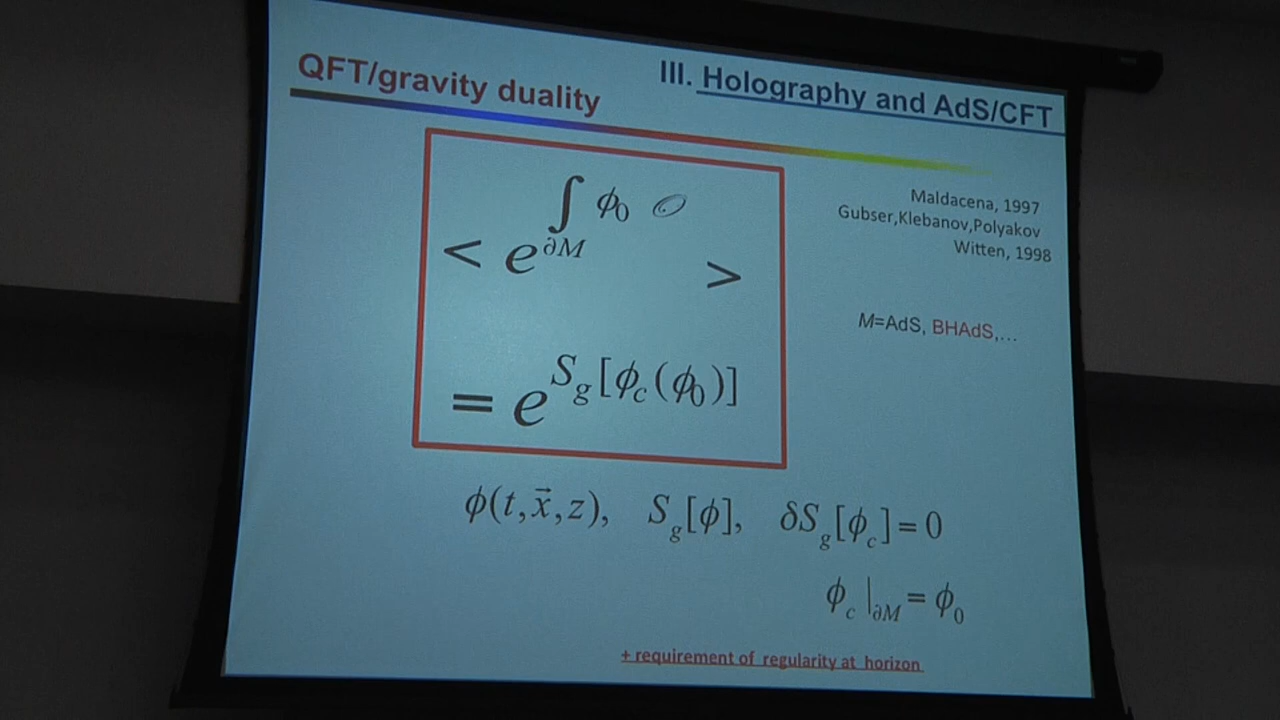 III. Holography and AdS/CFT
QFT/gravity duality
Maldacena, 1997
Gubser,Klebanov,Polyakov
Witten, 1998
< e^{∫_{∂M} ϕ₀ 𝒪} >
M=AdS, BHAdS,...
= e^{S_g[ϕ_c(ϕ₀)]}
ϕ(t,x⃗,z), S_g[ϕ], δS_g[ϕ_c]=0
ϕ_c|_{∂M} = ϕ₀
+ requirement of regularity at horizon